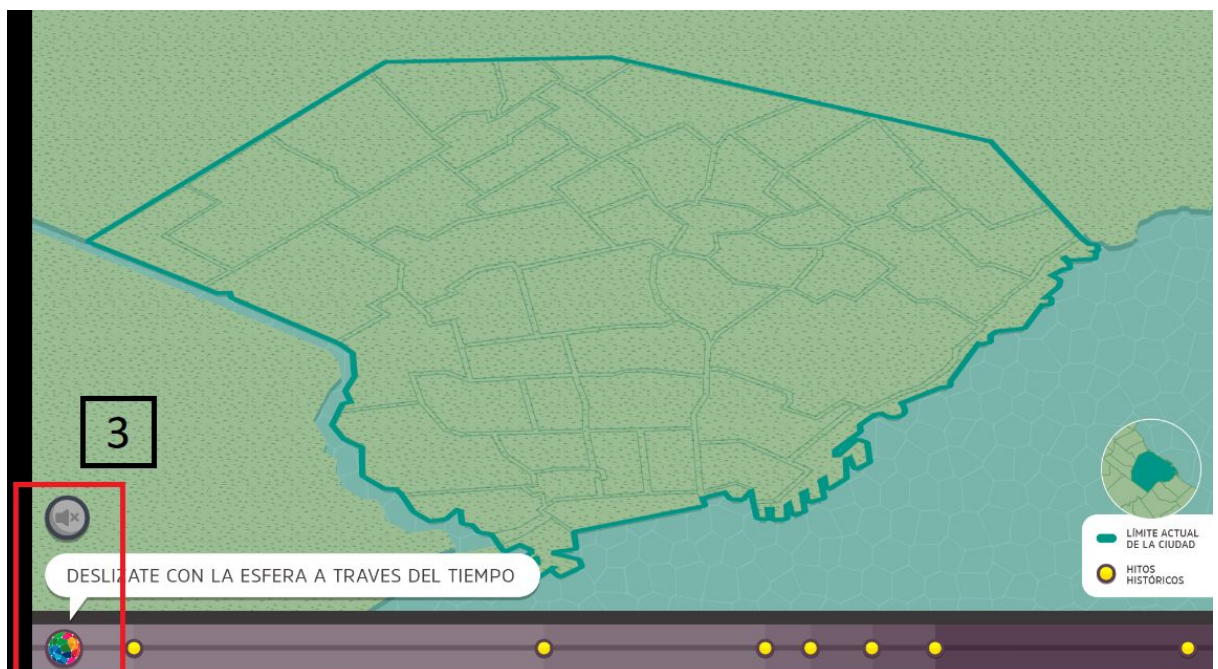 3
DESLIZATE CON LA ESFERA A TRAVES DEL TIEMPO
LÍMITE ACTUAL
DE LA CIUDAD
HITOS
HISTÓRICOS